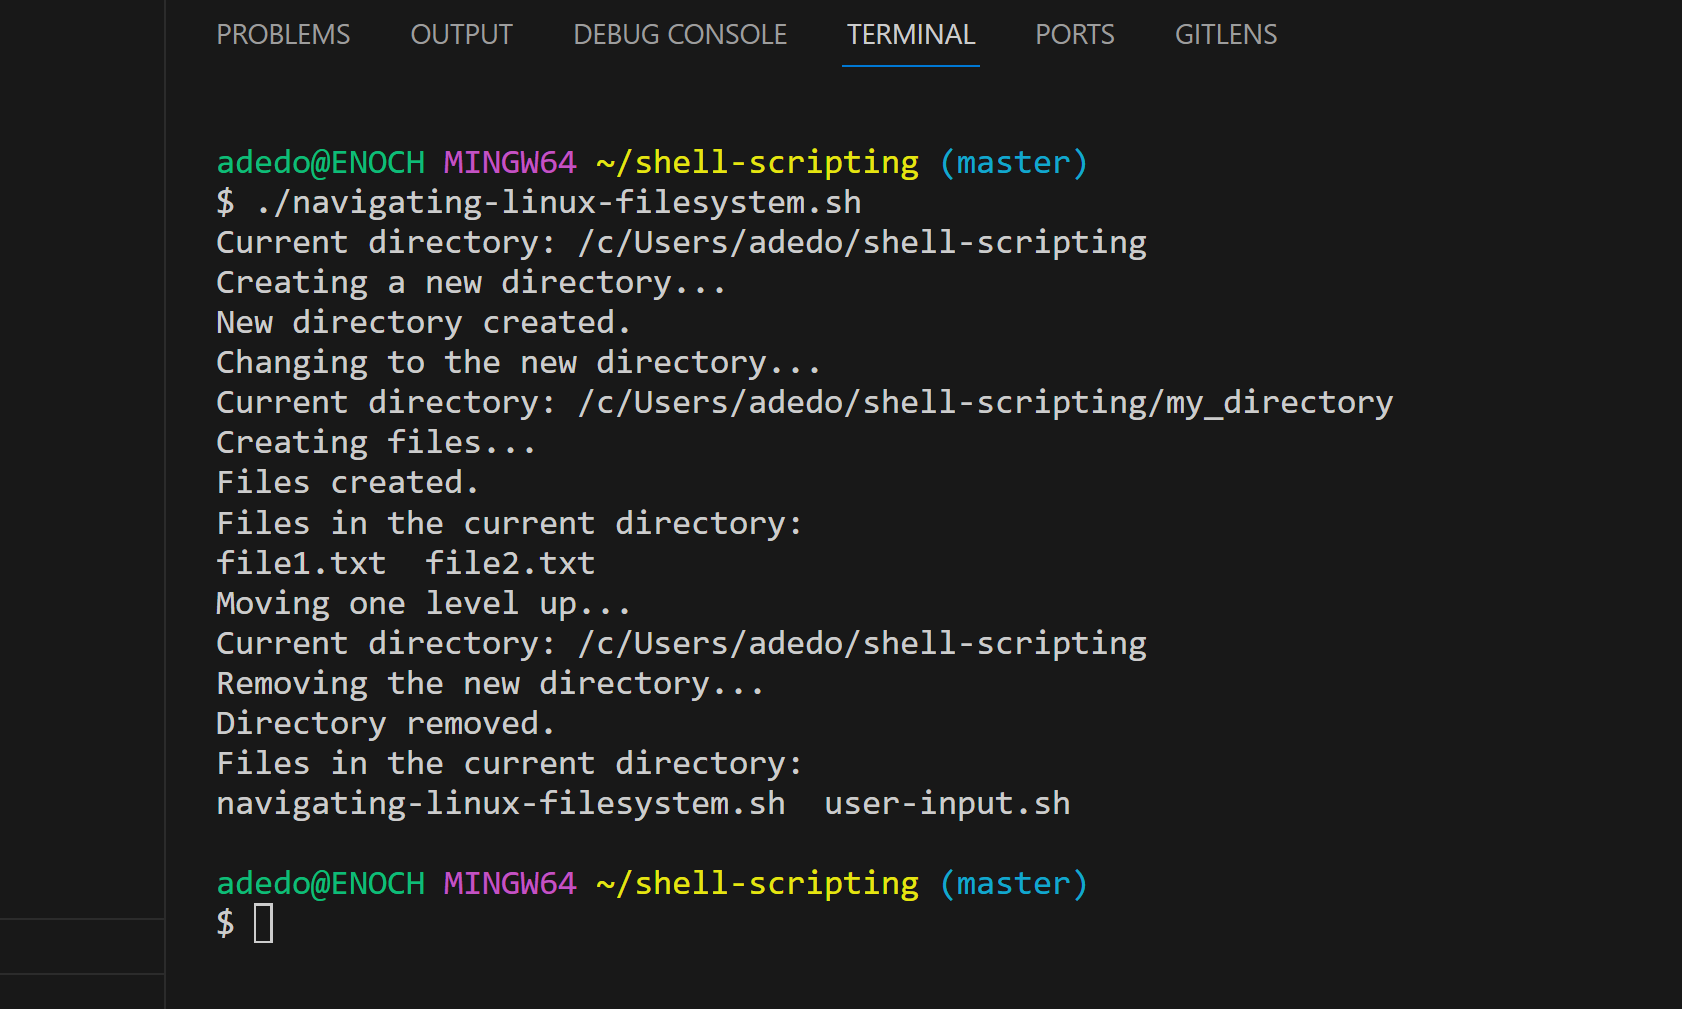 PROBLEMS OUTPUT DEBUG CONSOLE TERMINAL PORTS GITLENS
adedo@ENOCH MINGW64 ~/shell-scripting (master)
$ ./navigating-linux-filesystem.sh
Current directory: /c/Users/adedo/shell-scripting
Creating a new directory...
New directory created.
Changing to the new directory...
Current directory: /c/Users/adedo/shell-scripting/my_directory
Creating files...
Files created.
Files in the current directory:
file1.txt  file2.txt
Moving one level up...
Current directory: /c/Users/adedo/shell-scripting
Removing the new directory...
Directory removed.
Files in the current directory:
navigating-linux-filesystem.sh  user-input.sh
adedo@ENOCH MINGW64 ~/shell-scripting (master)
$